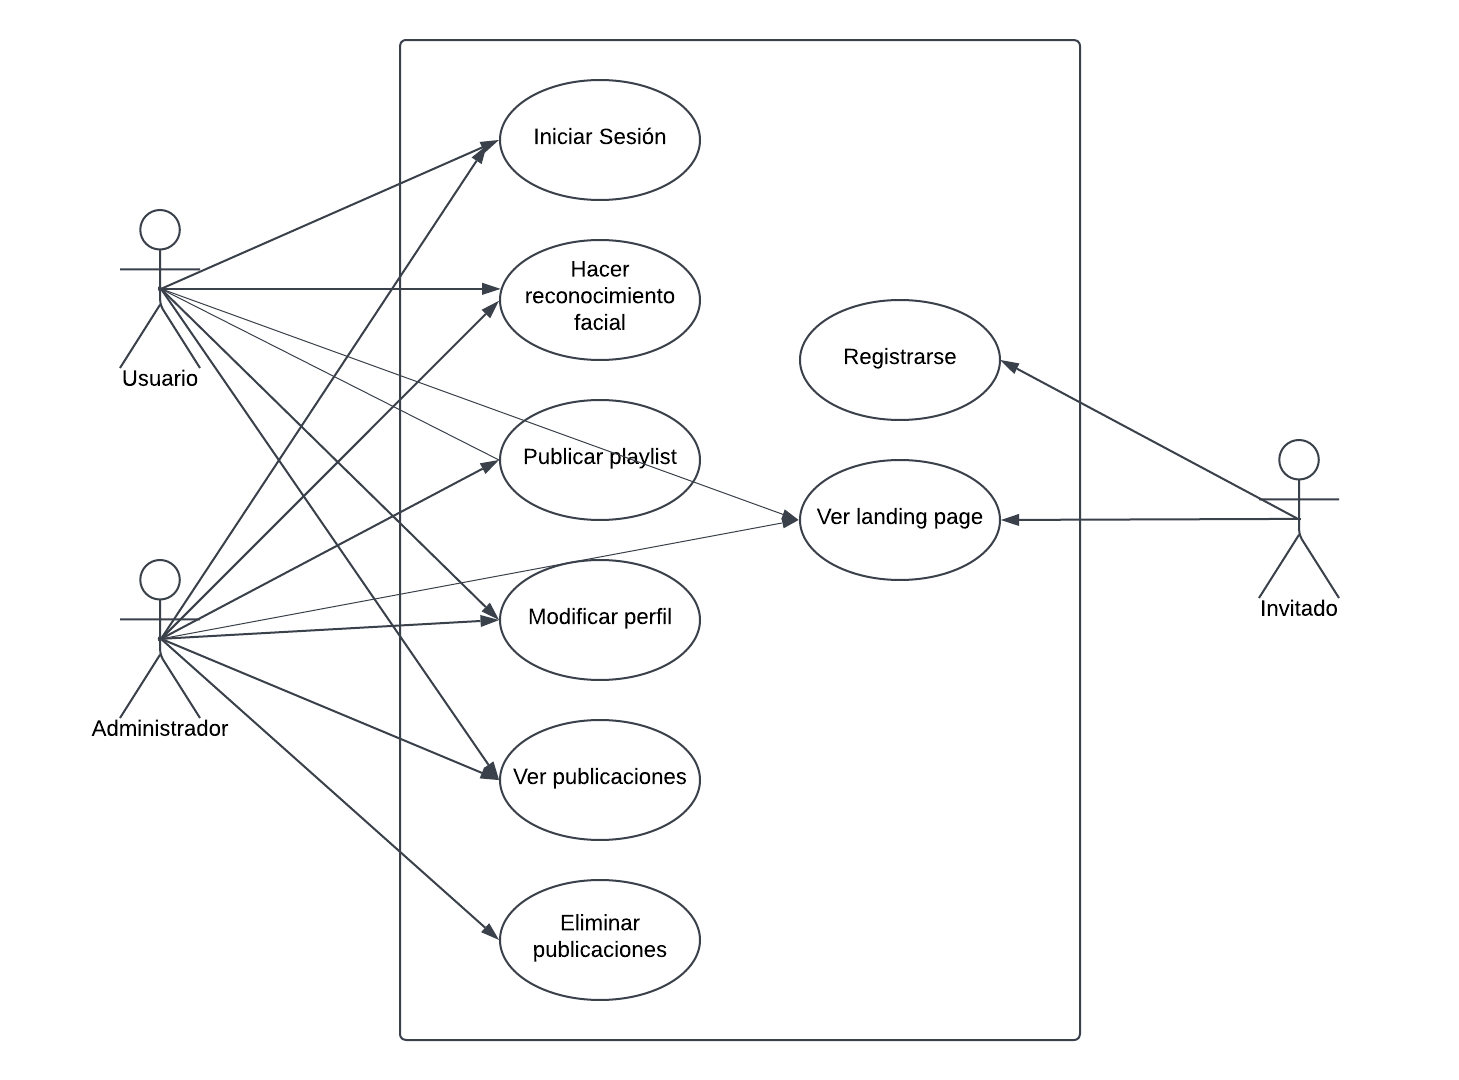 Iniciar Sesión
Hacer
reconocimiento
facial
Usuario
Registrarse
Publicar playlist
Ver landing page
Invitado
Modificar perfil
Administrador
Ver publicaciones
Eliminar
publicaciones